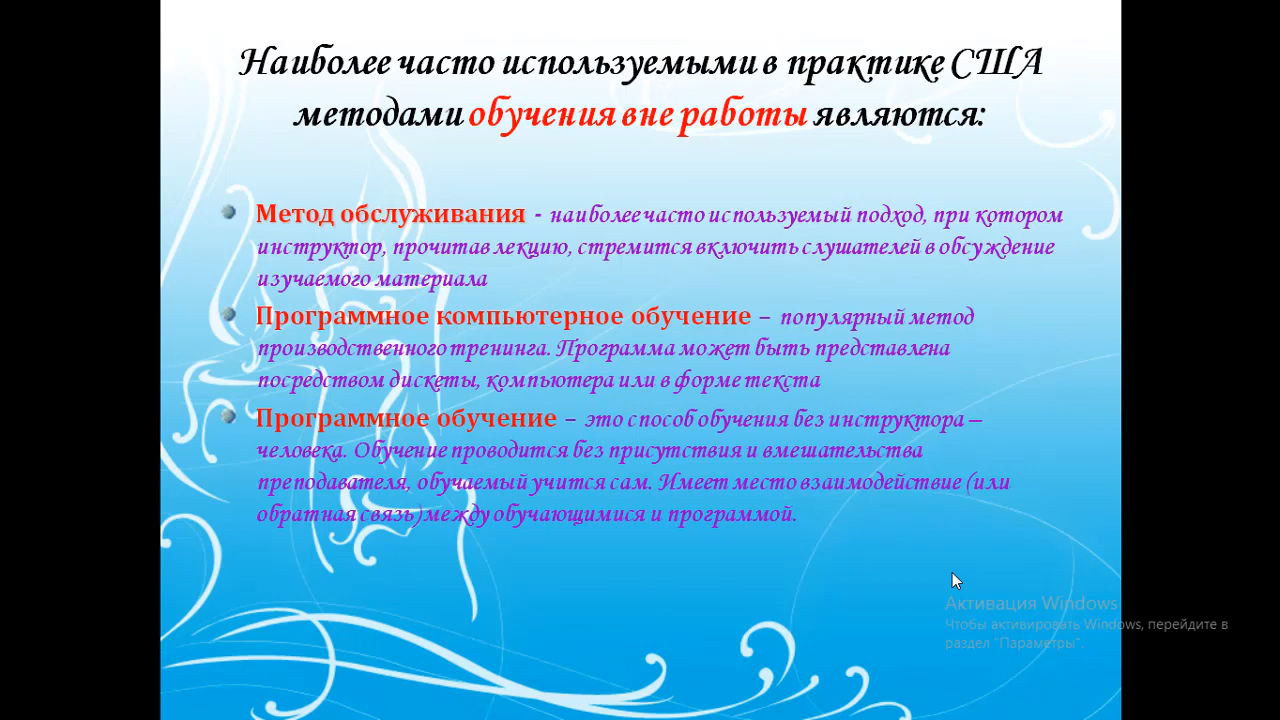 Наиболее часто используемыми в практике США
методами обучения вне работы являются:
Метод обслуживания - наиболее часто используемый подход, при котором
инструктор, прочитав лекцию, стремится включить слушателей в обсуждение
изучаемого материала
Программное компьютерное обучение – популярный метод
производственного тренинга. Программа может быть представлена
посредством дискеты, компьютера или в форме текста
Программное обучение – это способ обучения без инструктора –
человека. Обучение проводится без присутствия и вмешательства
преподавателя, обучаемый учится сам. Имеет место взаимодействие (или
обратная связь) между обучающимися и программой.
Активация Windows
Чтобы активировать Windows, перейдите в
раздел "Параметры".